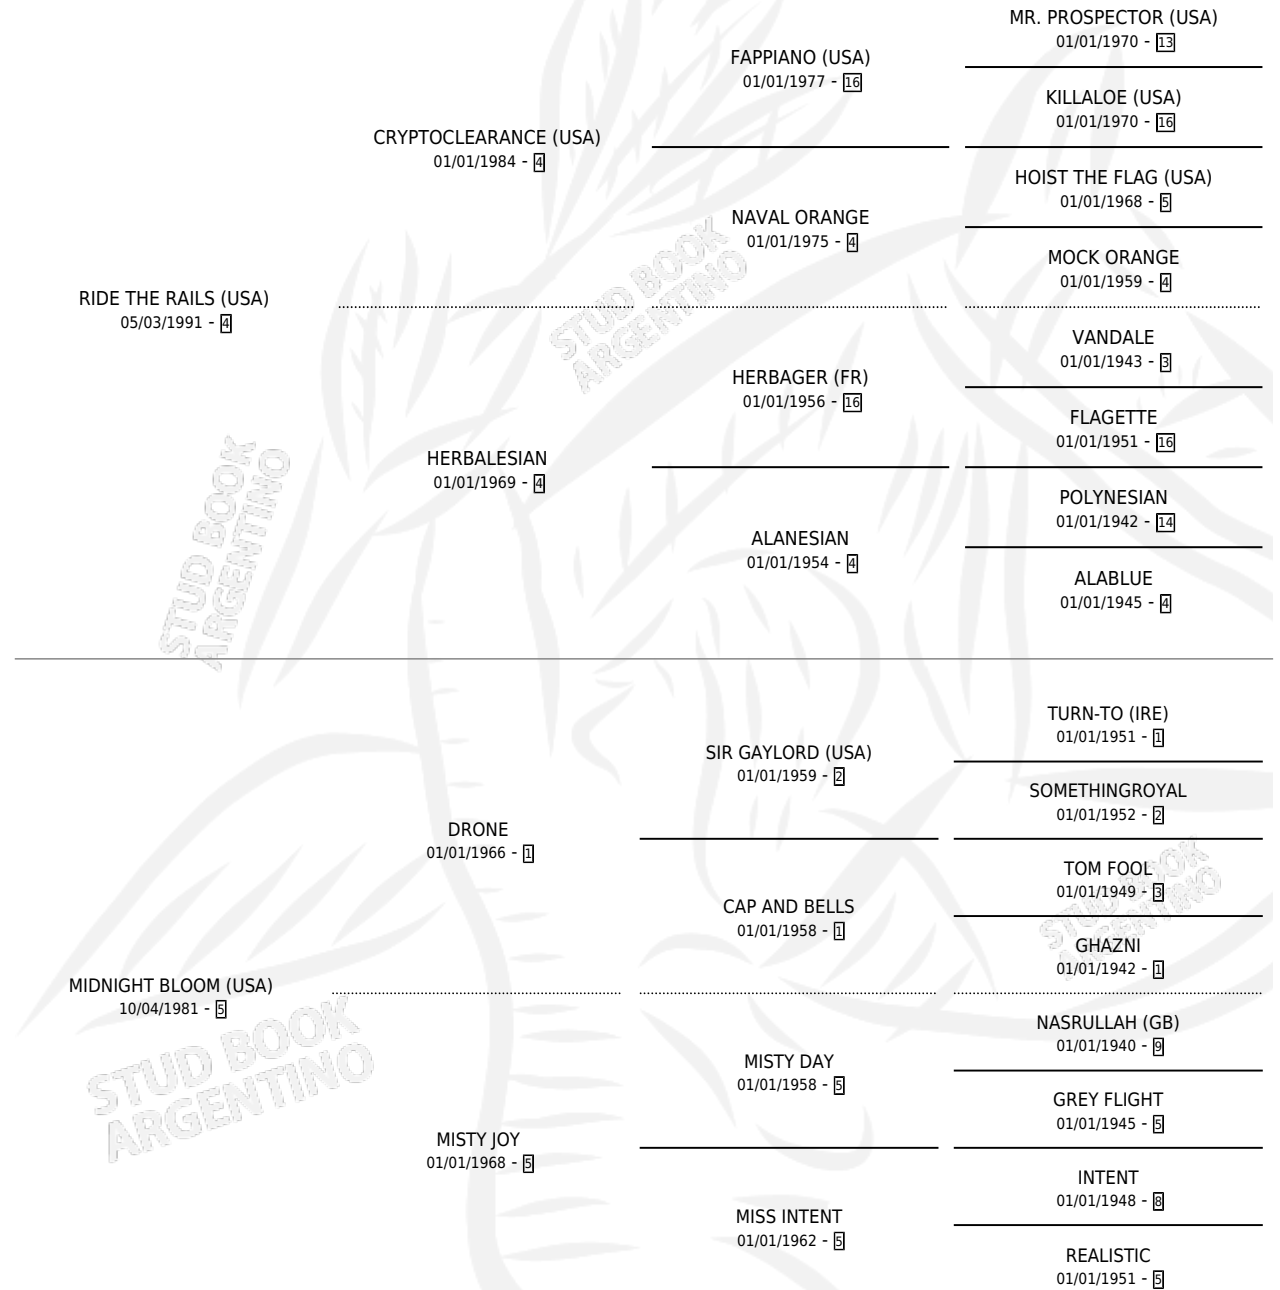 MR. PROSPECTOR (USA)
01/01/1970 - 13
FAPPIANO (USA)
01/01/1977 - 16
KILLALOE (USA)
01/01/1970 - 16
CRYPTOCLEARANCE (USA)
01/01/1984 - 4
HOIST THE FLAG (USA)
01/01/1968 - 5
NAVAL ORANGE
01/01/1975 - 4
MOCK ORANGE
01/01/1959 - 4
RIDE THE RAILS (USA)
05/03/1991 - 4
STUD BOOK
ARGENTINO
VANDALE
01/01/1943 - 3
HERBAGER (FR)
01/01/1956 - 16
FLAGETTE
01/01/1951 - 16
HERBALESIAN
01/01/1969 - 4
POLYNESIAN
01/01/1942 - 14
ALANESIAN
01/01/1954 - 4
ALABLUE
01/01/1945 - 4
STUD BOOK
ARGENTINO
TURN-TO (IRE)
01/01/1951 - 1
SIR GAYLORD (USA)
01/01/1959 - 2
SOMETHINGROYAL
01/01/1952 - 2
DRONE
01/01/1966 - 1
TOM FOOL
01/01/1949 - 3
CAP AND BELLS
01/01/1958 - 1
GHAZNI
01/01/1942 - 1
STUD BOOK
ARGENTINO
MIDNIGHT BLOOM (USA)
10/04/1981 - 5
NASRULLAH (GB)
01/01/1940 - 9
MISTY DAY
01/01/1958 - 5
GREY FLIGHT
01/01/1945 - 5
MISTY JOY
01/01/1968 - 5
INTENT
01/01/1948 - 8
MISS INTENT
01/01/1962 - 5
REALISTIC
01/01/1951 - 5
STUD BOOK
ARGENTINO